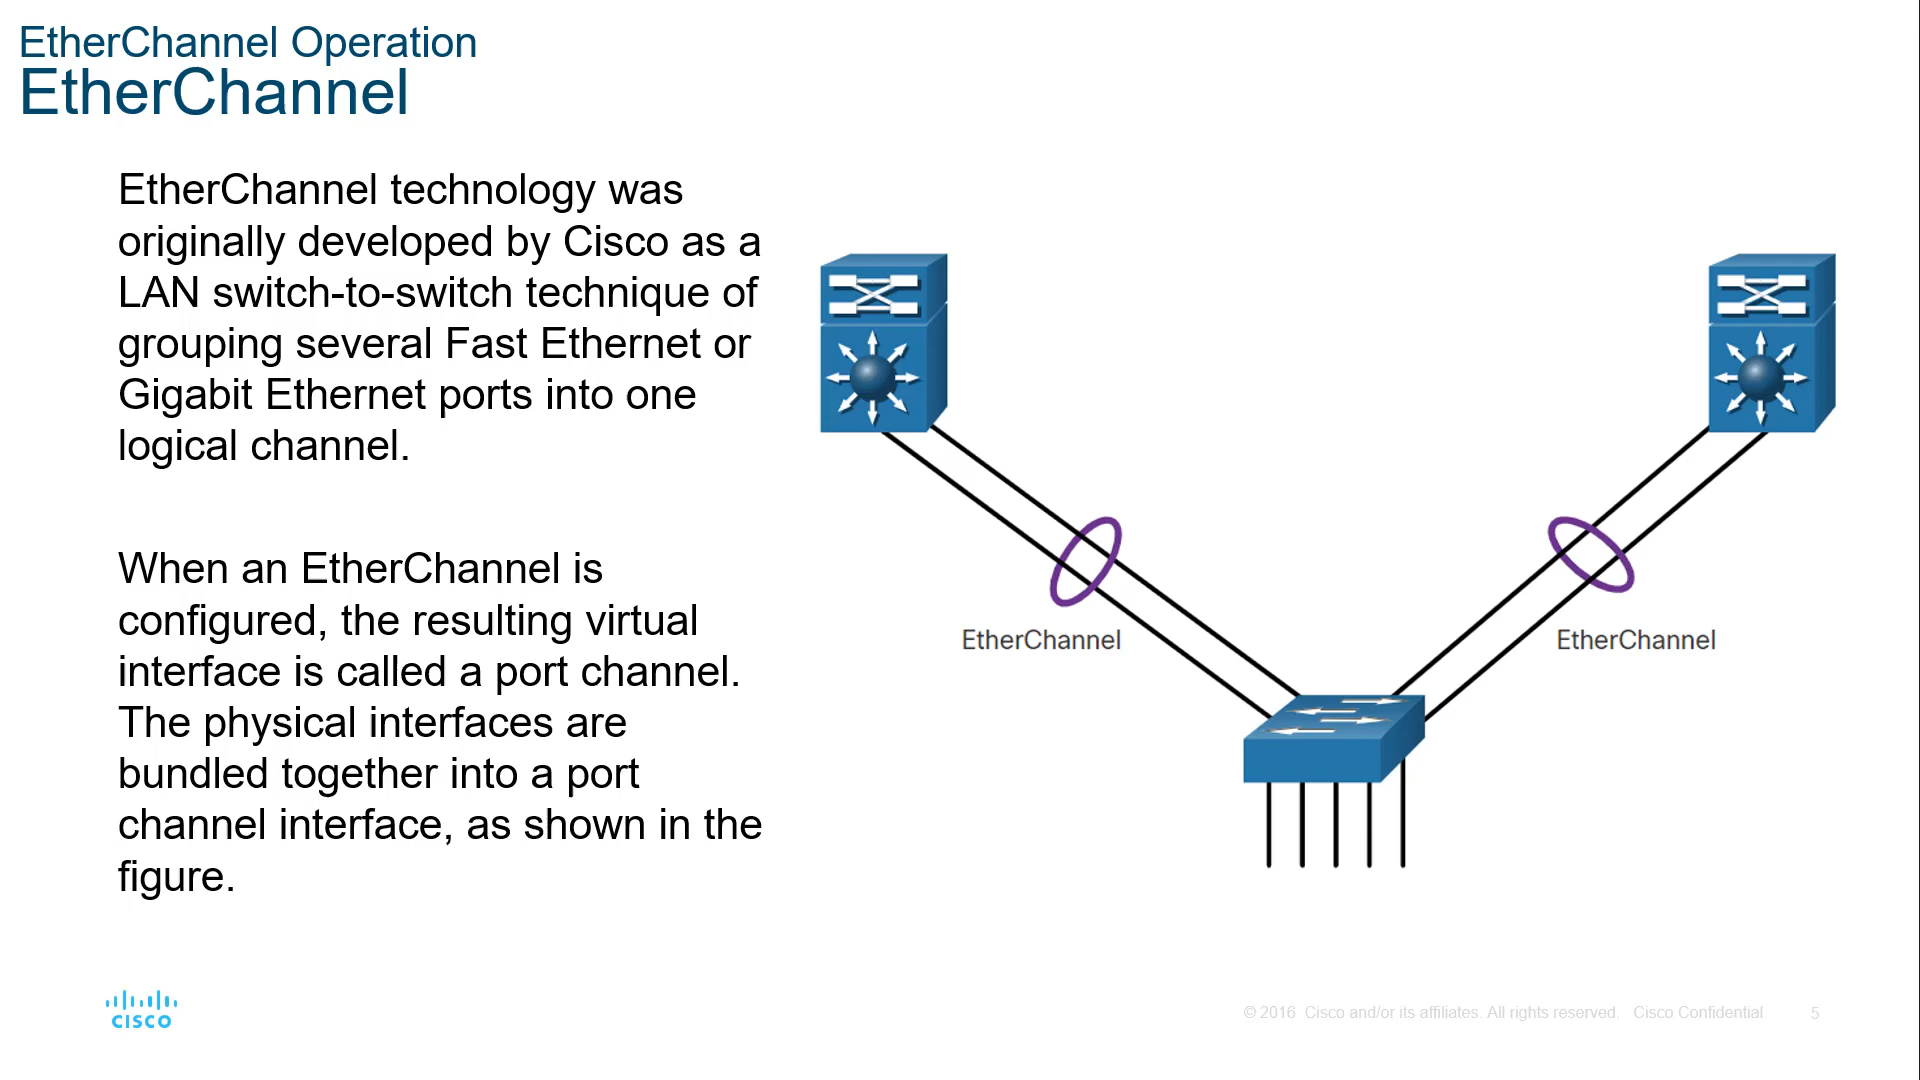 EtherChannel Operation
EtherChannel
EtherChannel technology was
originally developed by Cisco as a
LAN switch-to-switch technique of
grouping several Fast Ethernet or
Gigabit Ethernet ports into one
logical channel.
When an EtherChannel is
configured, the resulting virtual
interface is called a port channel.
The physical interfaces are
bundled together into a port
channel interface, as shown in the
figure.
EtherChannel
EtherChannel
CISCO
© 2016 Cisco and/or its affiliates. All rights reserved. Cisco Confidential 5